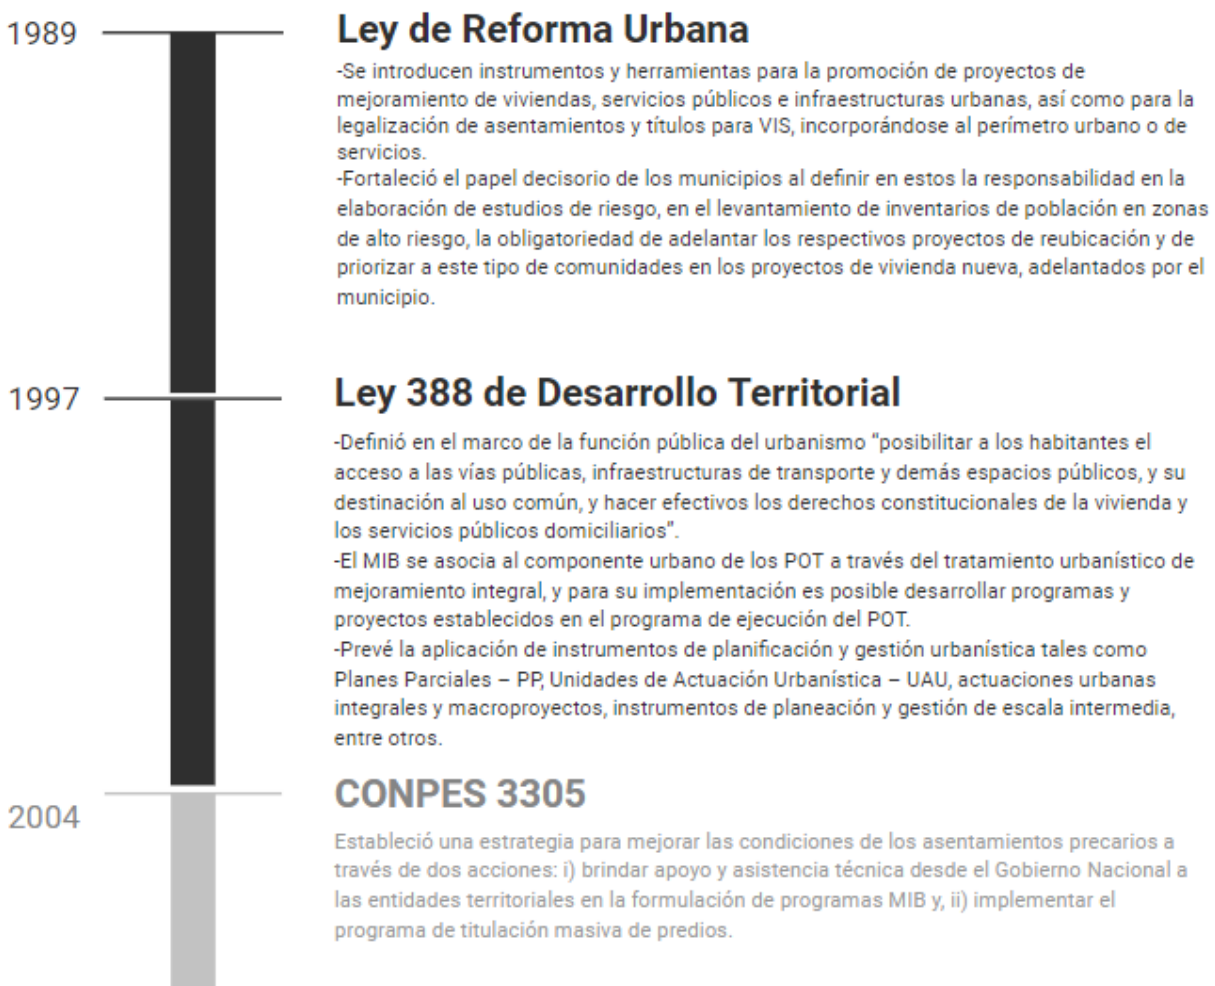 1989
Ley de Reforma Urbana
-Se introducen instrumentos y herramientas para la promoción de proyectos de
mejoramiento de viviendas, servicios públicos e infraestructuras urbanas, así como para la
legalización de asentamientos y títulos para VIS, incorporándose al perímetro urbano o de
servicios.
-Fortaleció el papel decisorio de los municipios al definir en estos la responsabilidad en la
elaboración de estudios de riesgo, en el levantamiento de inventarios de población en zonas
de alto riesgo, la obligatoriedad de adelantar los respectivos proyectos de reubicación y de
priorizar a este tipo de comunidades en los proyectos de vivienda nueva, adelantados por el
municipio.
1997
Ley 388 de Desarrollo Territorial
-Definió en el marco de la función pública del urbanismo “posibilitar a los habitantes el
acceso a las vías públicas, infraestructuras de transporte y demás espacios públicos, y su
destinación al uso común, y hacer efectivos los derechos constitucionales de la vivienda y
los servicios públicos domiciliarios”.
-El MIB se asocia al componente urbano de los POT a través del tratamiento urbanístico de
mejoramiento integral, y para su implementación es posible desarrollar programas y
proyectos establecidos en el programa de ejecución del POT.
-Prevé la aplicación de instrumentos de planificación y gestión urbanística tales como
Planes Parciales – PP, Unidades de Actuación Urbanística – UAU, actuaciones urbanas
integrales y macroproyectos, instrumentos de planeación y gestión de escala intermedia,
entre otros.
2004
CONPES 3305
Estableció una estrategia para mejorar las condiciones de los asentamientos precarios a
través de dos acciones: i) brindar apoyo y asistencia técnica desde el Gobierno Nacional a
las entidades territoriales en la formulación de programas MIB y, ii) implementar el
programa de titulación masiva de predios.